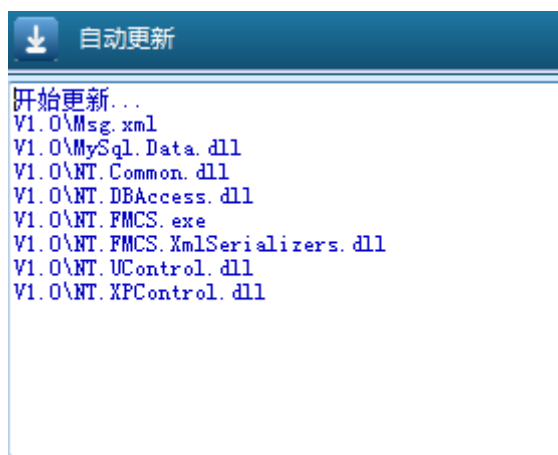 自动更新
开始更新...
V1.0\Msg.xml
V1.0\MySql.Data.dll
V1.0\NT.Common.dll
V1.0\NT.DBAccess.dll
V1.0\NT.FMCS.exe
V1.0\NT.FMCS.XmlSerializers.dll
V1.0\NT.UControl.dll
V1.0\NT.XPControl.dll